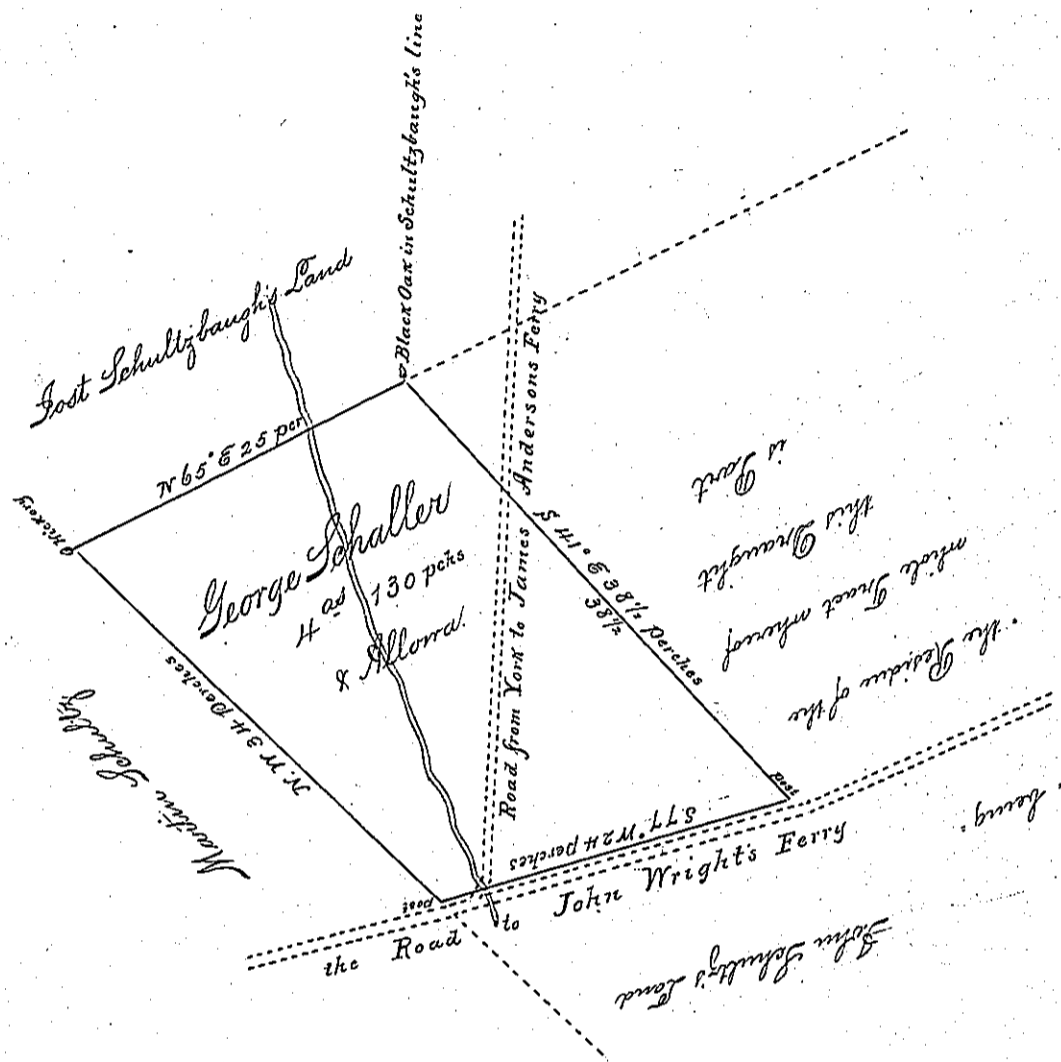 Black Oak in Schultzbaugh's line
Jost Schultzbaugh's Land
N 65° E 25 per
Hickory
George Schaller
4 as 130 pchs
& Allowa.
Road from York to James Andersons Ferry
S 41° E 38½ perches
38½
N. W 34 perches
Martin Schultz
post
S 77° W 24 perches
post
the Road to John Wright's Ferry
John Schultz's Land
being
the Residue of the
whole Tract whereof
this Draught
is Part